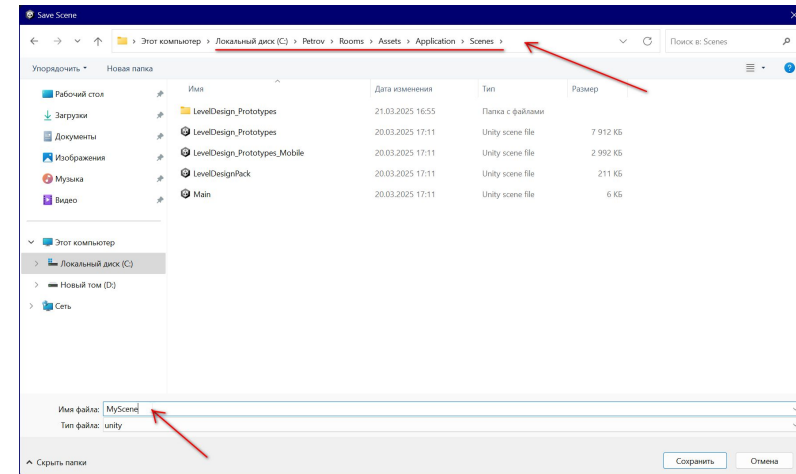 Save Scene
Этот компьютер › Локальный диск (C:) › Petrov › Rooms › Assets › Application › Scenes ›
Поиск в: Scenes
Упорядочить Новая папка
Имя Дата изменения Тип Размер
Рабочий стол
Загрузки
Документы
Изображения
Музыка
Видео
Этот компьютер
Локальный диск (C:)
Новый том (D:)
Сеть
LevelDesign_Prototypes 21.03.2025 16:55 Папка с файлами
LevelDesign_Prototypes 20.03.2025 17:11 Unity scene file 7 912 КБ
LevelDesign_Prototypes_Mobile 20.03.2025 17:11 Unity scene file 2 992 КБ
LevelDesignPack 20.03.2025 17:11 Unity scene file 211 КБ
Main 20.03.2025 17:11 Unity scene file 6 КБ
Имя файла: MyScene
Тип файла: unity
Скрыть папки
Сохранить Отмена